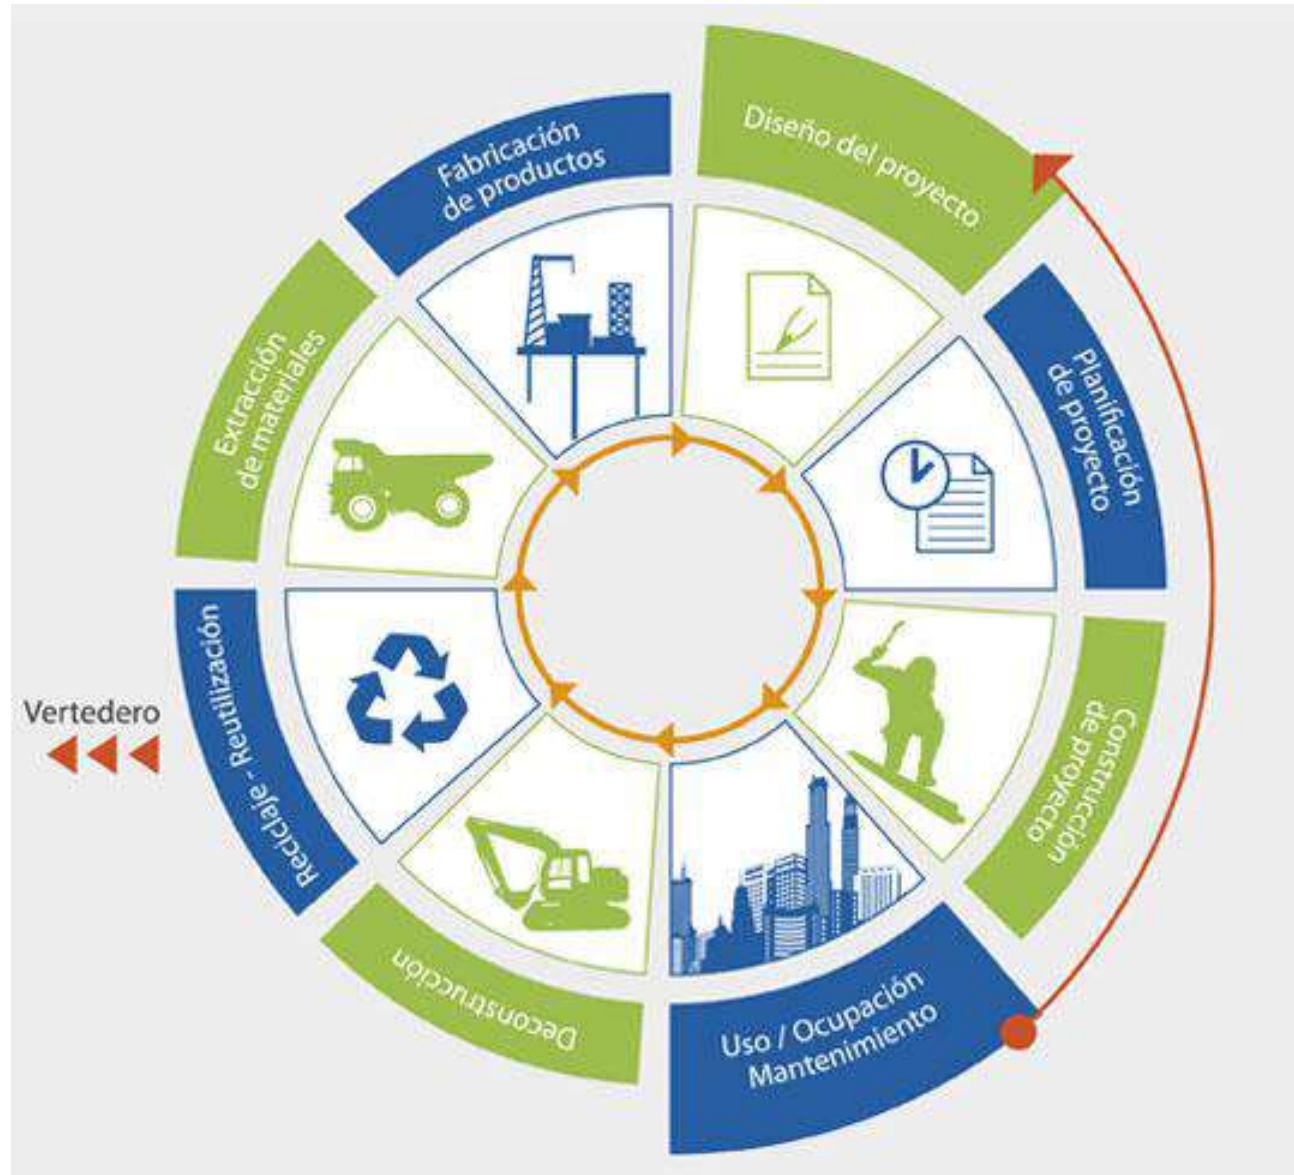 Diseño del proyecto
Planificación
de proyecto
Construcción
de proyecto
Uso / Ocupación
Mantenimiento
Deconstrucción
Reciclaje - Reutilización
Vertedero
Extracción
de materiales
Fabricación
de productos